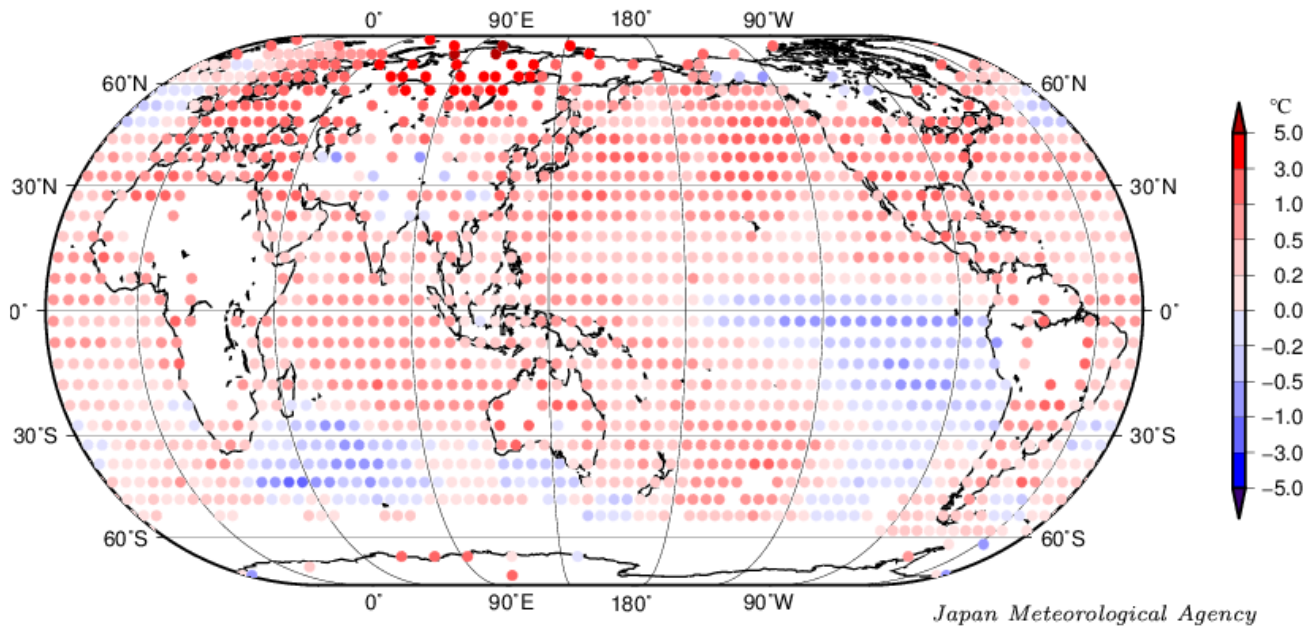 0° 90°E 180° 90°W
60°N 60°N
℃
5.0
3.0
30°N 30°N
1.0
0.5
0.2
0° 0°
0.0
−0.2
−0.5
−1.0
30°S 30°S
−3.0
−5.0
60°S 60°S
0° 90°E 180° 90°W
Japan Meteorological Agency